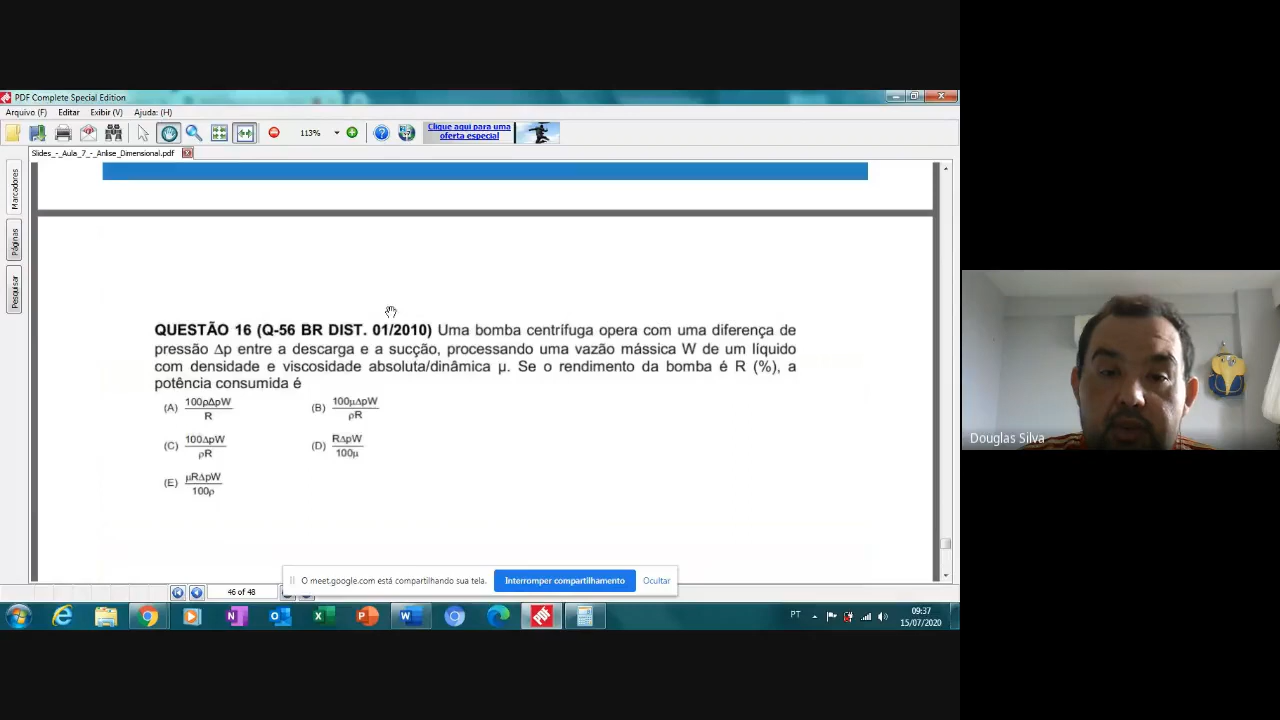 PDF Complete Special Edition
Arquivo (F) Editar Exibir (V) Ajuda: (H)
113%
Clique aqui para uma
oferta especial
Slides_-_Aula_7_-_Anlise_Dimensional.pdf
Marcadores
Páginas
Pesquisar
QUESTÃO 16 (Q-56 BR DIST. 01/2010) Uma bomba centrífuga opera com uma diferença de
pressão Δp entre a descarga e a sucção, processando uma vazão mássica W de um líquido
com densidade e viscosidade absoluta/dinâmica µ. Se o rendimento da bomba é R (%), a
potência consumida é
(A) 100ρΔpW / R (B) 100µΔpW / ρR
(C) 100ΔpW / ρR (D) RΔpW / 100µ
(E) µRΔpW / 100ρ
O meet.google.com está compartilhando sua tela. Interromper compartilhamento Ocultar
46 of 48
PT 09:37
15/07/2020
Douglas Silva